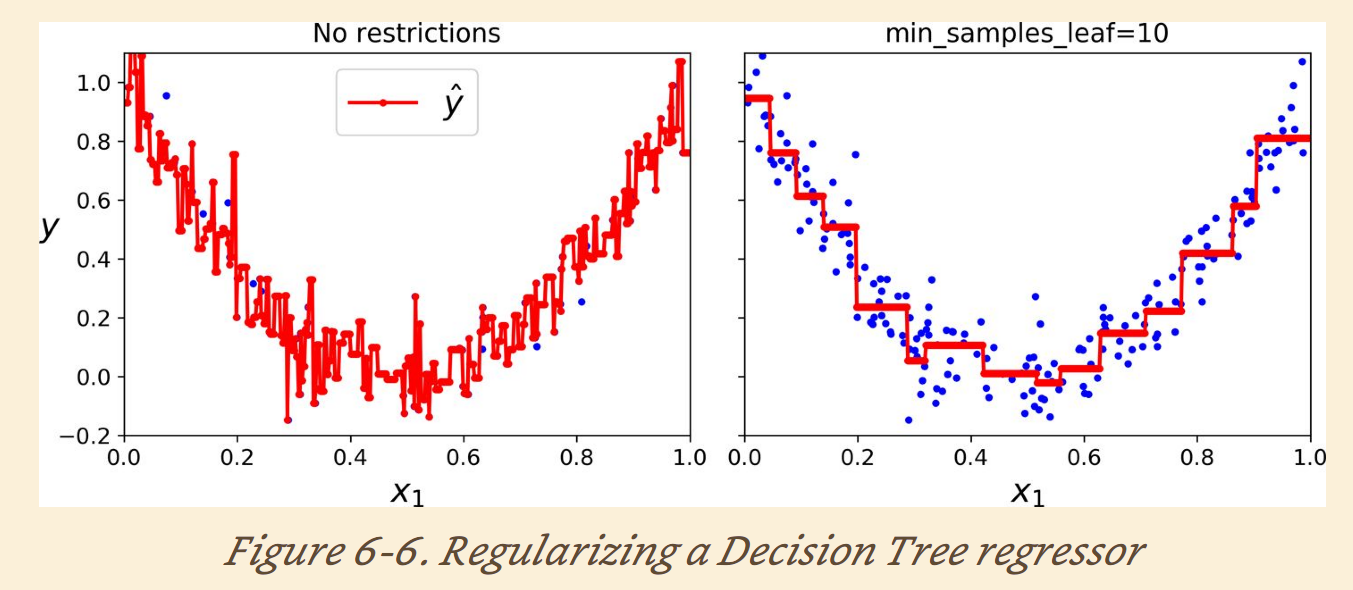 No restrictions
min_samples_leaf=10
ŷ
y
1.0
0.8
0.6
0.4
0.2
0.0
−0.2
0.0 0.2 0.4 0.6 0.8 1.0
0.0 0.2 0.4 0.6 0.8 1.0
x₁
x₁
Figure 6-6. Regularizing a Decision Tree regressor